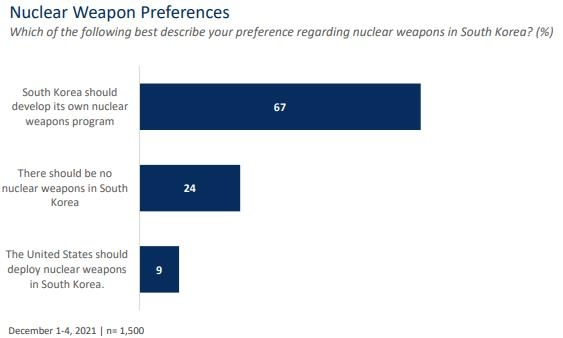 Nuclear Weapon Preferences
Which of the following best describe your preference regarding nuclear weapons in South Korea? (%)
South Korea should
develop its own nuclear
weapons program
67
There should be no
nuclear weapons in South
Korea
24
The United States should
deploy nuclear weapons
in South Korea.
9
December 1-4, 2021 | n= 1,500